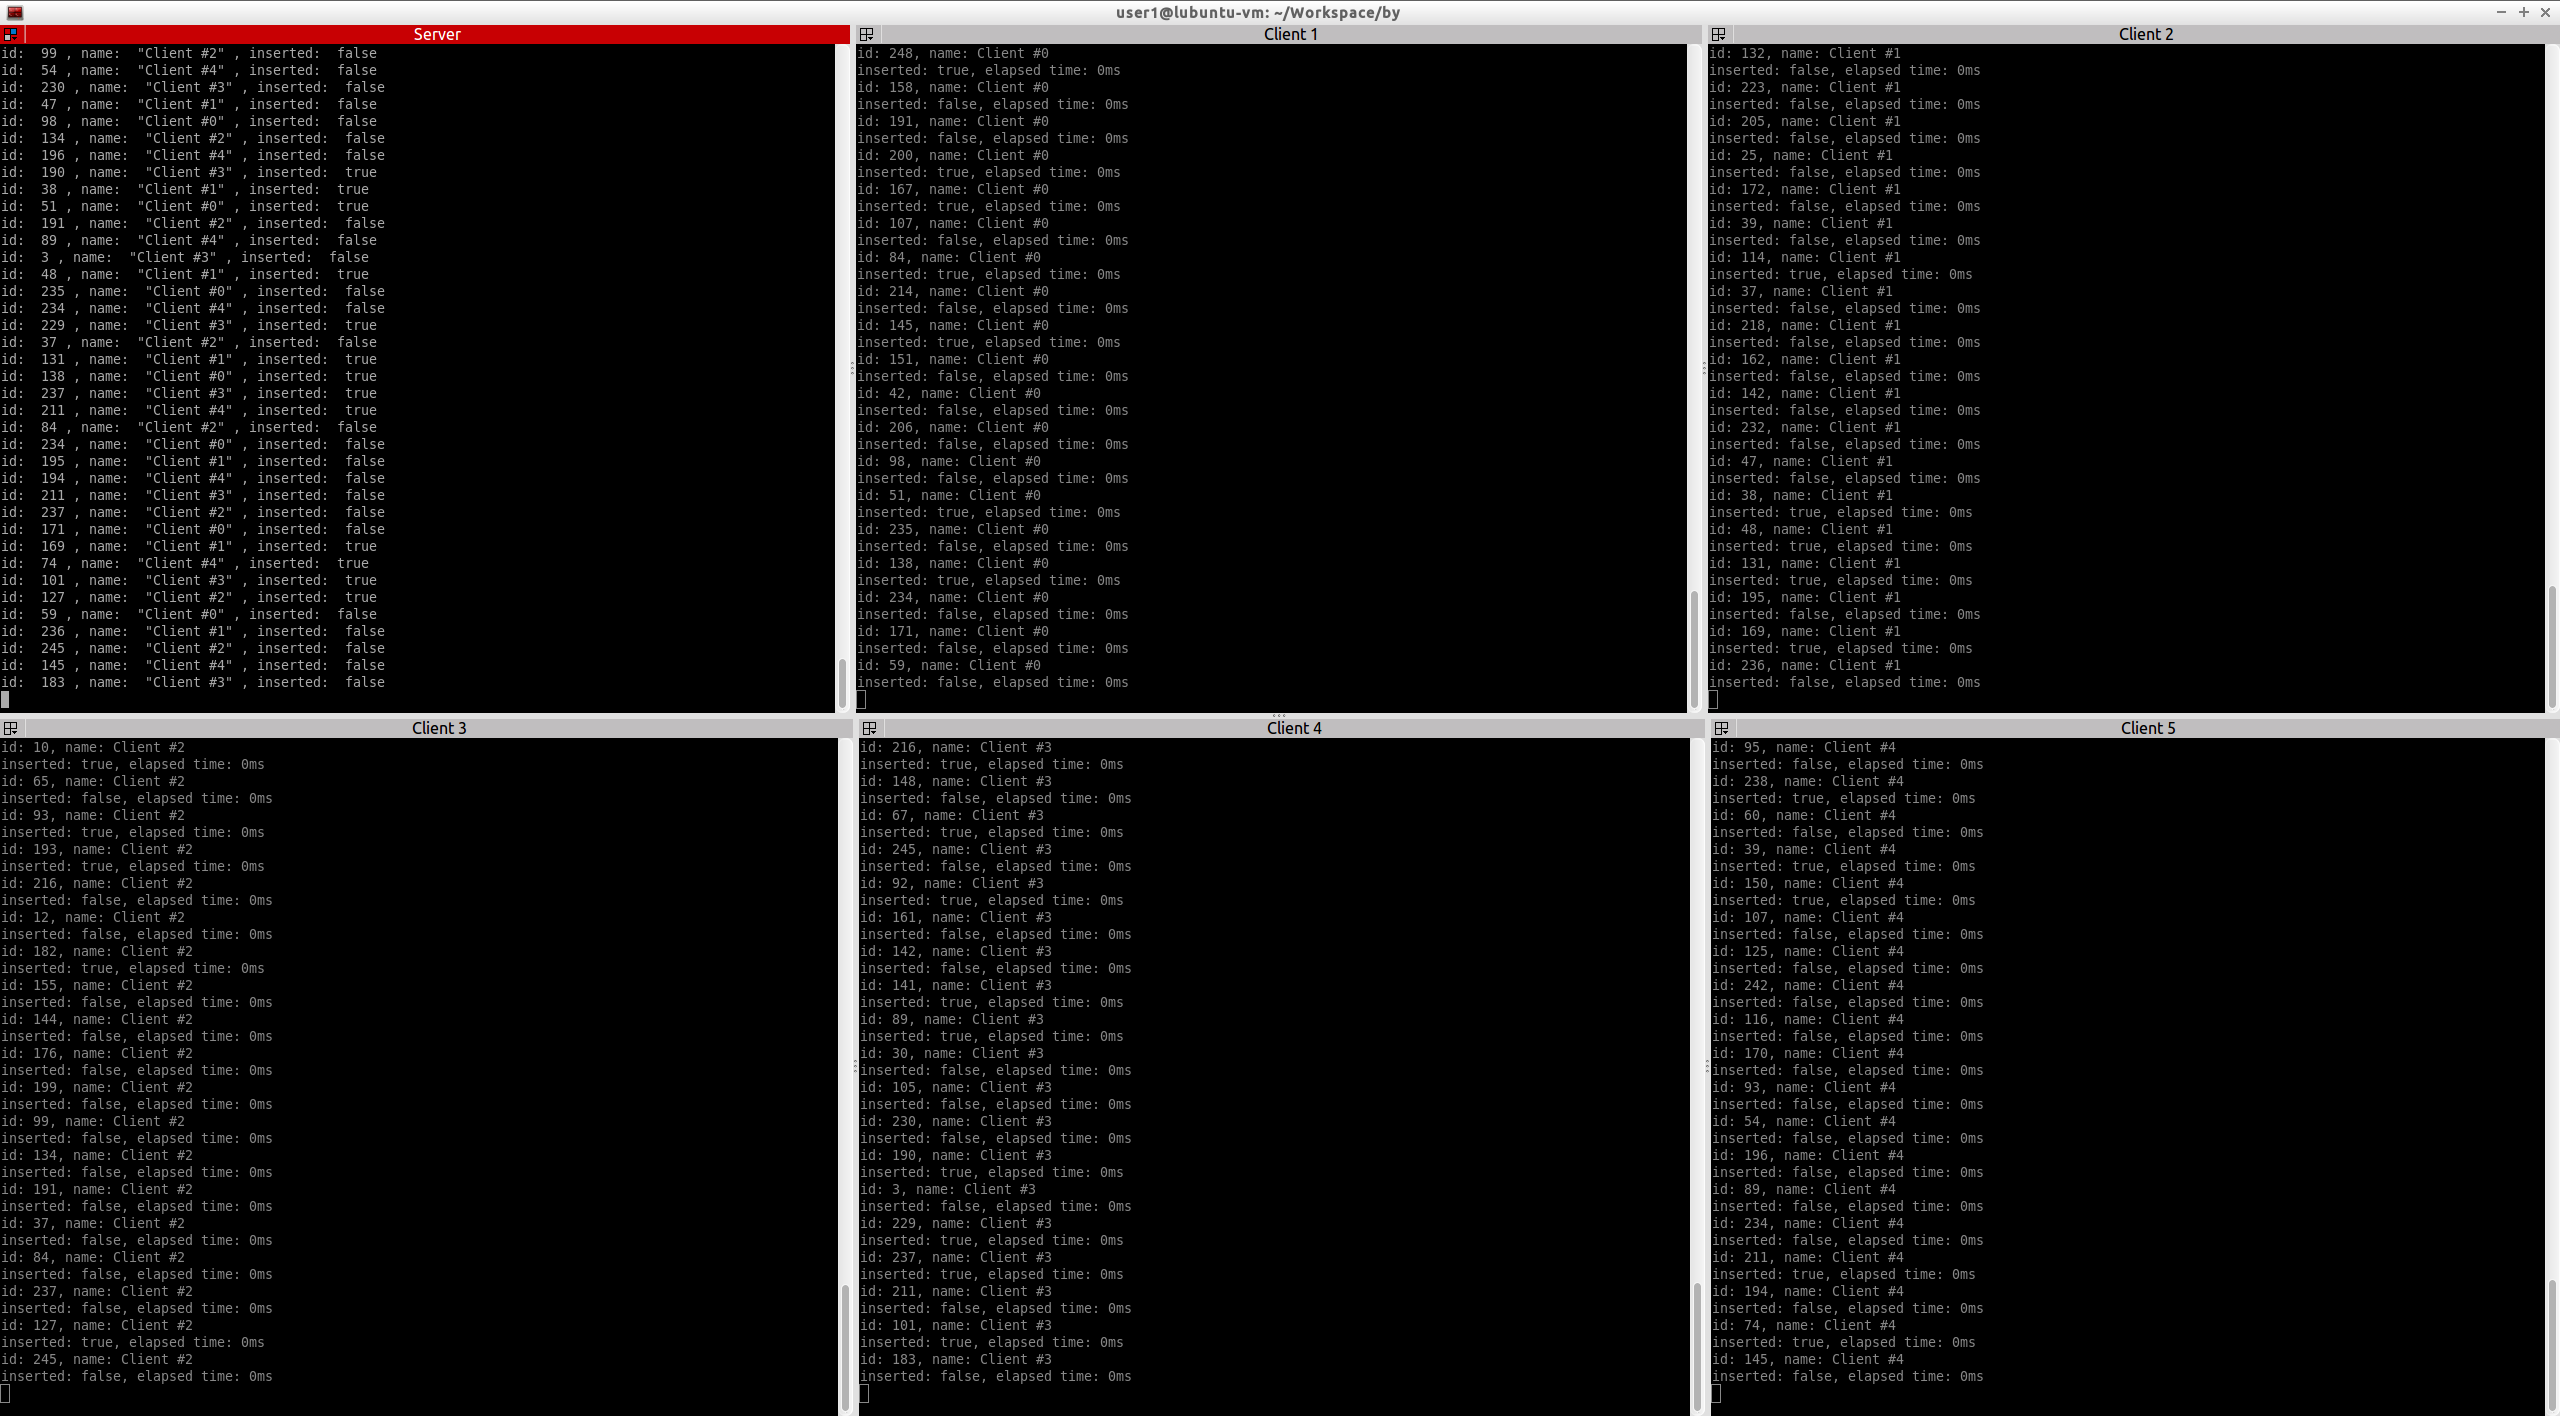 user1@lubuntu-vm: ~/Workspace/by
Server
id:  99 , name:  "Client #2" , inserted:  false
id:  54 , name:  "Client #4" , inserted:  false
id:  230 , name:  "Client #3" , inserted:  false
id:  47 , name:  "Client #1" , inserted:  false
id:  98 , name:  "Client #0" , inserted:  false
id:  134 , name:  "Client #2" , inserted:  false
id:  196 , name:  "Client #4" , inserted:  false
id:  190 , name:  "Client #3" , inserted:  true
id:  38 , name:  "Client #1" , inserted:  true
id:  51 , name:  "Client #0" , inserted:  true
id:  191 , name:  "Client #2" , inserted:  false
id:  89 , name:  "Client #4" , inserted:  false
id:  3 , name:  "Client #3" , inserted:  false
id:  48 , name:  "Client #1" , inserted:  true
id:  235 , name:  "Client #0" , inserted:  false
id:  234 , name:  "Client #4" , inserted:  false
id:  229 , name:  "Client #3" , inserted:  true
id:  37 , name:  "Client #2" , inserted:  false
id:  131 , name:  "Client #1" , inserted:  true
id:  138 , name:  "Client #0" , inserted:  true
id:  237 , name:  "Client #3" , inserted:  true
id:  211 , name:  "Client #4" , inserted:  true
id:  84 , name:  "Client #2" , inserted:  false
id:  234 , name:  "Client #0" , inserted:  false
id:  195 , name:  "Client #1" , inserted:  false
id:  194 , name:  "Client #4" , inserted:  false
id:  211 , name:  "Client #3" , inserted:  false
id:  237 , name:  "Client #2" , inserted:  false
id:  171 , name:  "Client #0" , inserted:  false
id:  169 , name:  "Client #1" , inserted:  true
id:  74 , name:  "Client #4" , inserted:  true
id:  101 , name:  "Client #3" , inserted:  true
id:  127 , name:  "Client #2" , inserted:  true
id:  59 , name:  "Client #0" , inserted:  false
id:  236 , name:  "Client #1" , inserted:  false
id:  245 , name:  "Client #2" , inserted:  false
id:  145 , name:  "Client #4" , inserted:  false
id:  183 , name:  "Client #3" , inserted:  false
Client 1
id: 248, name: Client #0
inserted: true, elapsed time: 0ms
id: 158, name: Client #0
inserted: false, elapsed time: 0ms
id: 191, name: Client #0
inserted: false, elapsed time: 0ms
id: 200, name: Client #0
inserted: true, elapsed time: 0ms
id: 167, name: Client #0
inserted: true, elapsed time: 0ms
id: 107, name: Client #0
inserted: false, elapsed time: 0ms
id: 84, name: Client #0
inserted: true, elapsed time: 0ms
id: 214, name: Client #0
inserted: false, elapsed time: 0ms
id: 145, name: Client #0
inserted: true, elapsed time: 0ms
id: 151, name: Client #0
inserted: false, elapsed time: 0ms
id: 42, name: Client #0
inserted: false, elapsed time: 0ms
id: 206, name: Client #0
inserted: false, elapsed time: 0ms
id: 98, name: Client #0
inserted: false, elapsed time: 0ms
id: 51, name: Client #0
inserted: true, elapsed time: 0ms
id: 235, name: Client #0
inserted: false, elapsed time: 0ms
id: 138, name: Client #0
inserted: true, elapsed time: 0ms
id: 234, name: Client #0
inserted: false, elapsed time: 0ms
id: 171, name: Client #0
inserted: false, elapsed time: 0ms
id: 59, name: Client #0
inserted: false, elapsed time: 0ms
Client 2
id: 132, name: Client #1
inserted: false, elapsed time: 0ms
id: 223, name: Client #1
inserted: false, elapsed time: 0ms
id: 205, name: Client #1
inserted: false, elapsed time: 0ms
id: 25, name: Client #1
inserted: false, elapsed time: 0ms
id: 172, name: Client #1
inserted: false, elapsed time: 0ms
id: 39, name: Client #1
inserted: false, elapsed time: 0ms
id: 114, name: Client #1
inserted: true, elapsed time: 0ms
id: 37, name: Client #1
inserted: false, elapsed time: 0ms
id: 218, name: Client #1
inserted: false, elapsed time: 0ms
id: 162, name: Client #1
inserted: false, elapsed time: 0ms
id: 142, name: Client #1
inserted: false, elapsed time: 0ms
id: 232, name: Client #1
inserted: false, elapsed time: 0ms
id: 47, name: Client #1
inserted: false, elapsed time: 0ms
id: 38, name: Client #1
inserted: true, elapsed time: 0ms
id: 48, name: Client #1
inserted: true, elapsed time: 0ms
id: 131, name: Client #1
inserted: true, elapsed time: 0ms
id: 195, name: Client #1
inserted: false, elapsed time: 0ms
id: 169, name: Client #1
inserted: true, elapsed time: 0ms
id: 236, name: Client #1
inserted: false, elapsed time: 0ms
Client 3
id: 10, name: Client #2
inserted: true, elapsed time: 0ms
id: 65, name: Client #2
inserted: false, elapsed time: 0ms
id: 93, name: Client #2
inserted: true, elapsed time: 0ms
id: 193, name: Client #2
inserted: true, elapsed time: 0ms
id: 216, name: Client #2
inserted: false, elapsed time: 0ms
id: 12, name: Client #2
inserted: false, elapsed time: 0ms
id: 182, name: Client #2
inserted: true, elapsed time: 0ms
id: 155, name: Client #2
inserted: false, elapsed time: 0ms
id: 144, name: Client #2
inserted: false, elapsed time: 0ms
id: 176, name: Client #2
inserted: false, elapsed time: 0ms
id: 199, name: Client #2
inserted: false, elapsed time: 0ms
id: 99, name: Client #2
inserted: false, elapsed time: 0ms
id: 134, name: Client #2
inserted: false, elapsed time: 0ms
id: 191, name: Client #2
inserted: false, elapsed time: 0ms
id: 37, name: Client #2
inserted: false, elapsed time: 0ms
id: 84, name: Client #2
inserted: false, elapsed time: 0ms
id: 237, name: Client #2
inserted: false, elapsed time: 0ms
id: 127, name: Client #2
inserted: true, elapsed time: 0ms
id: 245, name: Client #2
inserted: false, elapsed time: 0ms
Client 4
id: 216, name: Client #3
inserted: true, elapsed time: 0ms
id: 148, name: Client #3
inserted: false, elapsed time: 0ms
id: 67, name: Client #3
inserted: true, elapsed time: 0ms
id: 245, name: Client #3
inserted: false, elapsed time: 0ms
id: 92, name: Client #3
inserted: true, elapsed time: 0ms
id: 161, name: Client #3
inserted: false, elapsed time: 0ms
id: 142, name: Client #3
inserted: false, elapsed time: 0ms
id: 141, name: Client #3
inserted: true, elapsed time: 0ms
id: 89, name: Client #3
inserted: true, elapsed time: 0ms
id: 30, name: Client #3
inserted: false, elapsed time: 0ms
id: 105, name: Client #3
inserted: false, elapsed time: 0ms
id: 230, name: Client #3
inserted: false, elapsed time: 0ms
id: 190, name: Client #3
inserted: true, elapsed time: 0ms
id: 3, name: Client #3
inserted: false, elapsed time: 0ms
id: 229, name: Client #3
inserted: true, elapsed time: 0ms
id: 237, name: Client #3
inserted: true, elapsed time: 0ms
id: 211, name: Client #3
inserted: false, elapsed time: 0ms
id: 101, name: Client #3
inserted: true, elapsed time: 0ms
id: 183, name: Client #3
inserted: false, elapsed time: 0ms
Client 5
id: 95, name: Client #4
inserted: false, elapsed time: 0ms
id: 238, name: Client #4
inserted: true, elapsed time: 0ms
id: 60, name: Client #4
inserted: false, elapsed time: 0ms
id: 39, name: Client #4
inserted: true, elapsed time: 0ms
id: 150, name: Client #4
inserted: true, elapsed time: 0ms
id: 107, name: Client #4
inserted: false, elapsed time: 0ms
id: 125, name: Client #4
inserted: false, elapsed time: 0ms
id: 242, name: Client #4
inserted: false, elapsed time: 0ms
id: 116, name: Client #4
inserted: false, elapsed time: 0ms
id: 170, name: Client #4
inserted: false, elapsed time: 0ms
id: 93, name: Client #4
inserted: false, elapsed time: 0ms
id: 54, name: Client #4
inserted: false, elapsed time: 0ms
id: 196, name: Client #4
inserted: false, elapsed time: 0ms
id: 89, name: Client #4
inserted: false, elapsed time: 0ms
id: 234, name: Client #4
inserted: false, elapsed time: 0ms
id: 211, name: Client #4
inserted: true, elapsed time: 0ms
id: 194, name: Client #4
inserted: false, elapsed time: 0ms
id: 74, name: Client #4
inserted: true, elapsed time: 0ms
id: 145, name: Client #4
inserted: false, elapsed time: 0ms